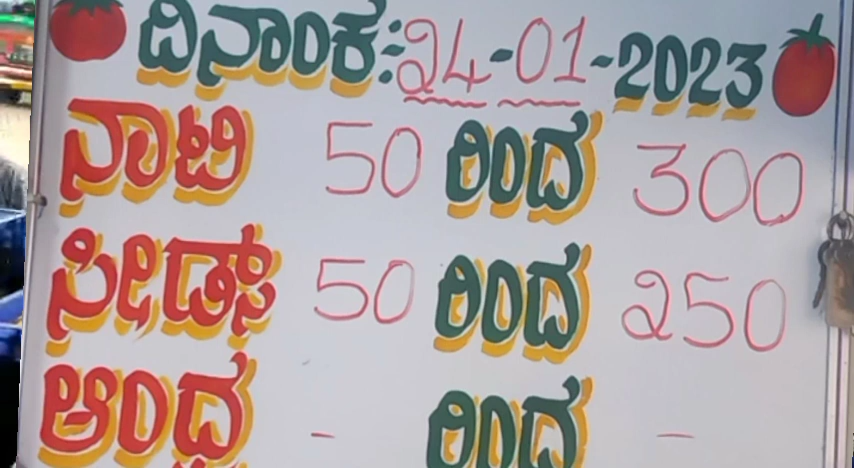 ದಿನಾಂಕ:24-01-2023
ನಾಟಿ 50 ರಿಂದ 300
ಸೀಡ್ಸ್ 50 ರಿಂದ 250
ಆಂಧ್ರ - ರಿಂದ -